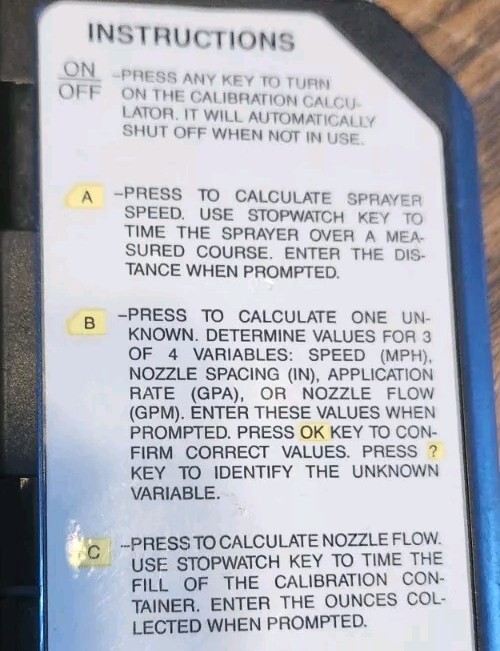 INSTRUCTIONS
ON -PRESS ANY KEY TO TURN
OFF ON THE CALIBRATION CALCU-
LATOR. IT WILL AUTOMATICALLY
SHUT OFF WHEN NOT IN USE.
A -PRESS TO CALCULATE SPRAYER
SPEED. USE STOPWATCH KEY TO
TIME THE SPRAYER OVER A MEA-
SURED COURSE. ENTER THE DIS-
TANCE WHEN PROMPTED.
B -PRESS TO CALCULATE ONE UN-
KNOWN. DETERMINE VALUES FOR 3
OF 4 VARIABLES: SPEED (MPH),
NOZZLE SPACING (IN), APPLICATION
RATE (GPA), OR NOZZLE FLOW
(GPM). ENTER THESE VALUES WHEN
PROMPTED. PRESS OK KEY TO CON-
FIRM CORRECT VALUES. PRESS ?
KEY TO IDENTIFY THE UNKNOWN
VARIABLE.
C -PRESS TO CALCULATE NOZZLE FLOW.
USE STOPWATCH KEY TO TIME THE
FILL OF THE CALIBRATION CON-
TAINER. ENTER THE OUNCES COL-
LECTED WHEN PROMPTED.